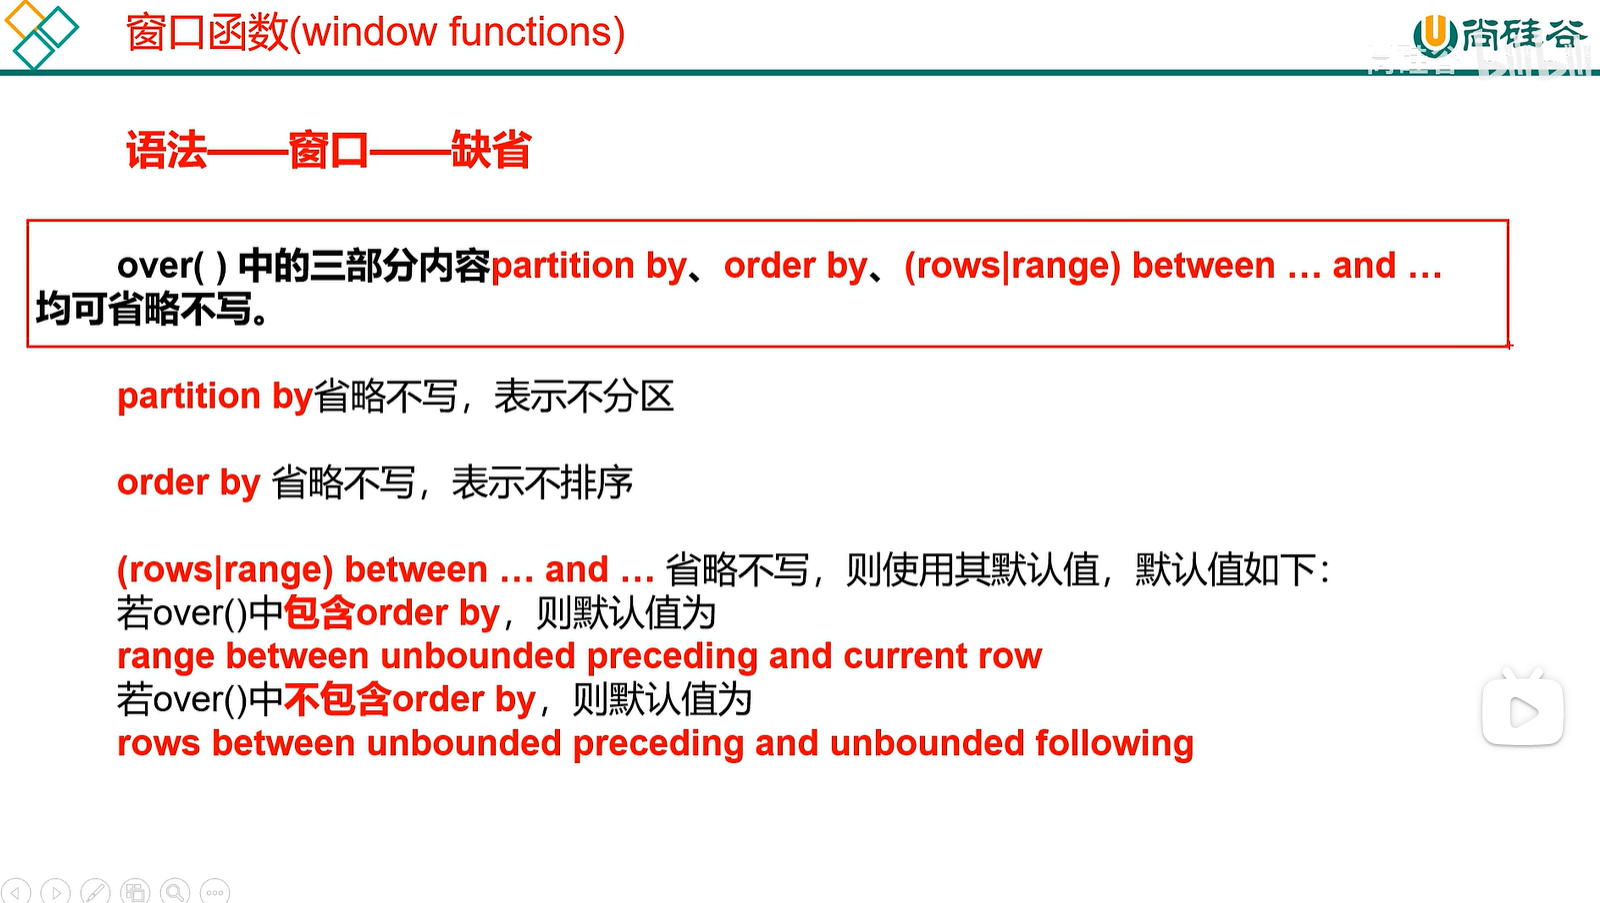 窗口函数(window functions)
尚硅谷
尚硅谷 bilibili
语法——窗口——缺省
over( ) 中的三部分内容partition by、order by、(rows|range) between … and …
均可省略不写。
partition by省略不写，表示不分区
order by 省略不写，表示不排序
(rows|range) between … and … 省略不写，则使用其默认值，默认值如下：
若over()中包含order by，则默认值为
range between unbounded preceding and current row
若over()中不包含order by，则默认值为
rows between unbounded preceding and unbounded following